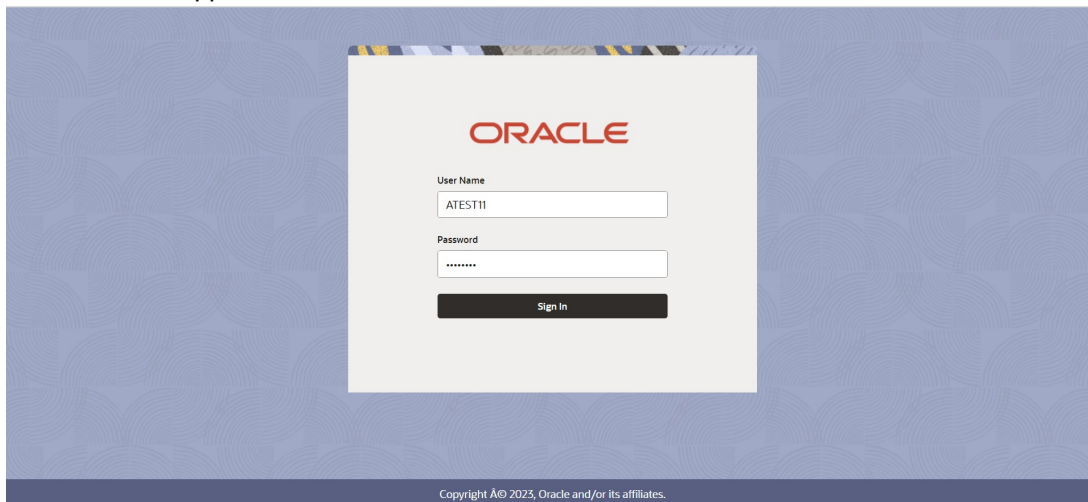 ORACLE
User Name
ATEST11
Password
••••••••
Sign In
Copyright Â© 2023, Oracle and/or its affiliates.